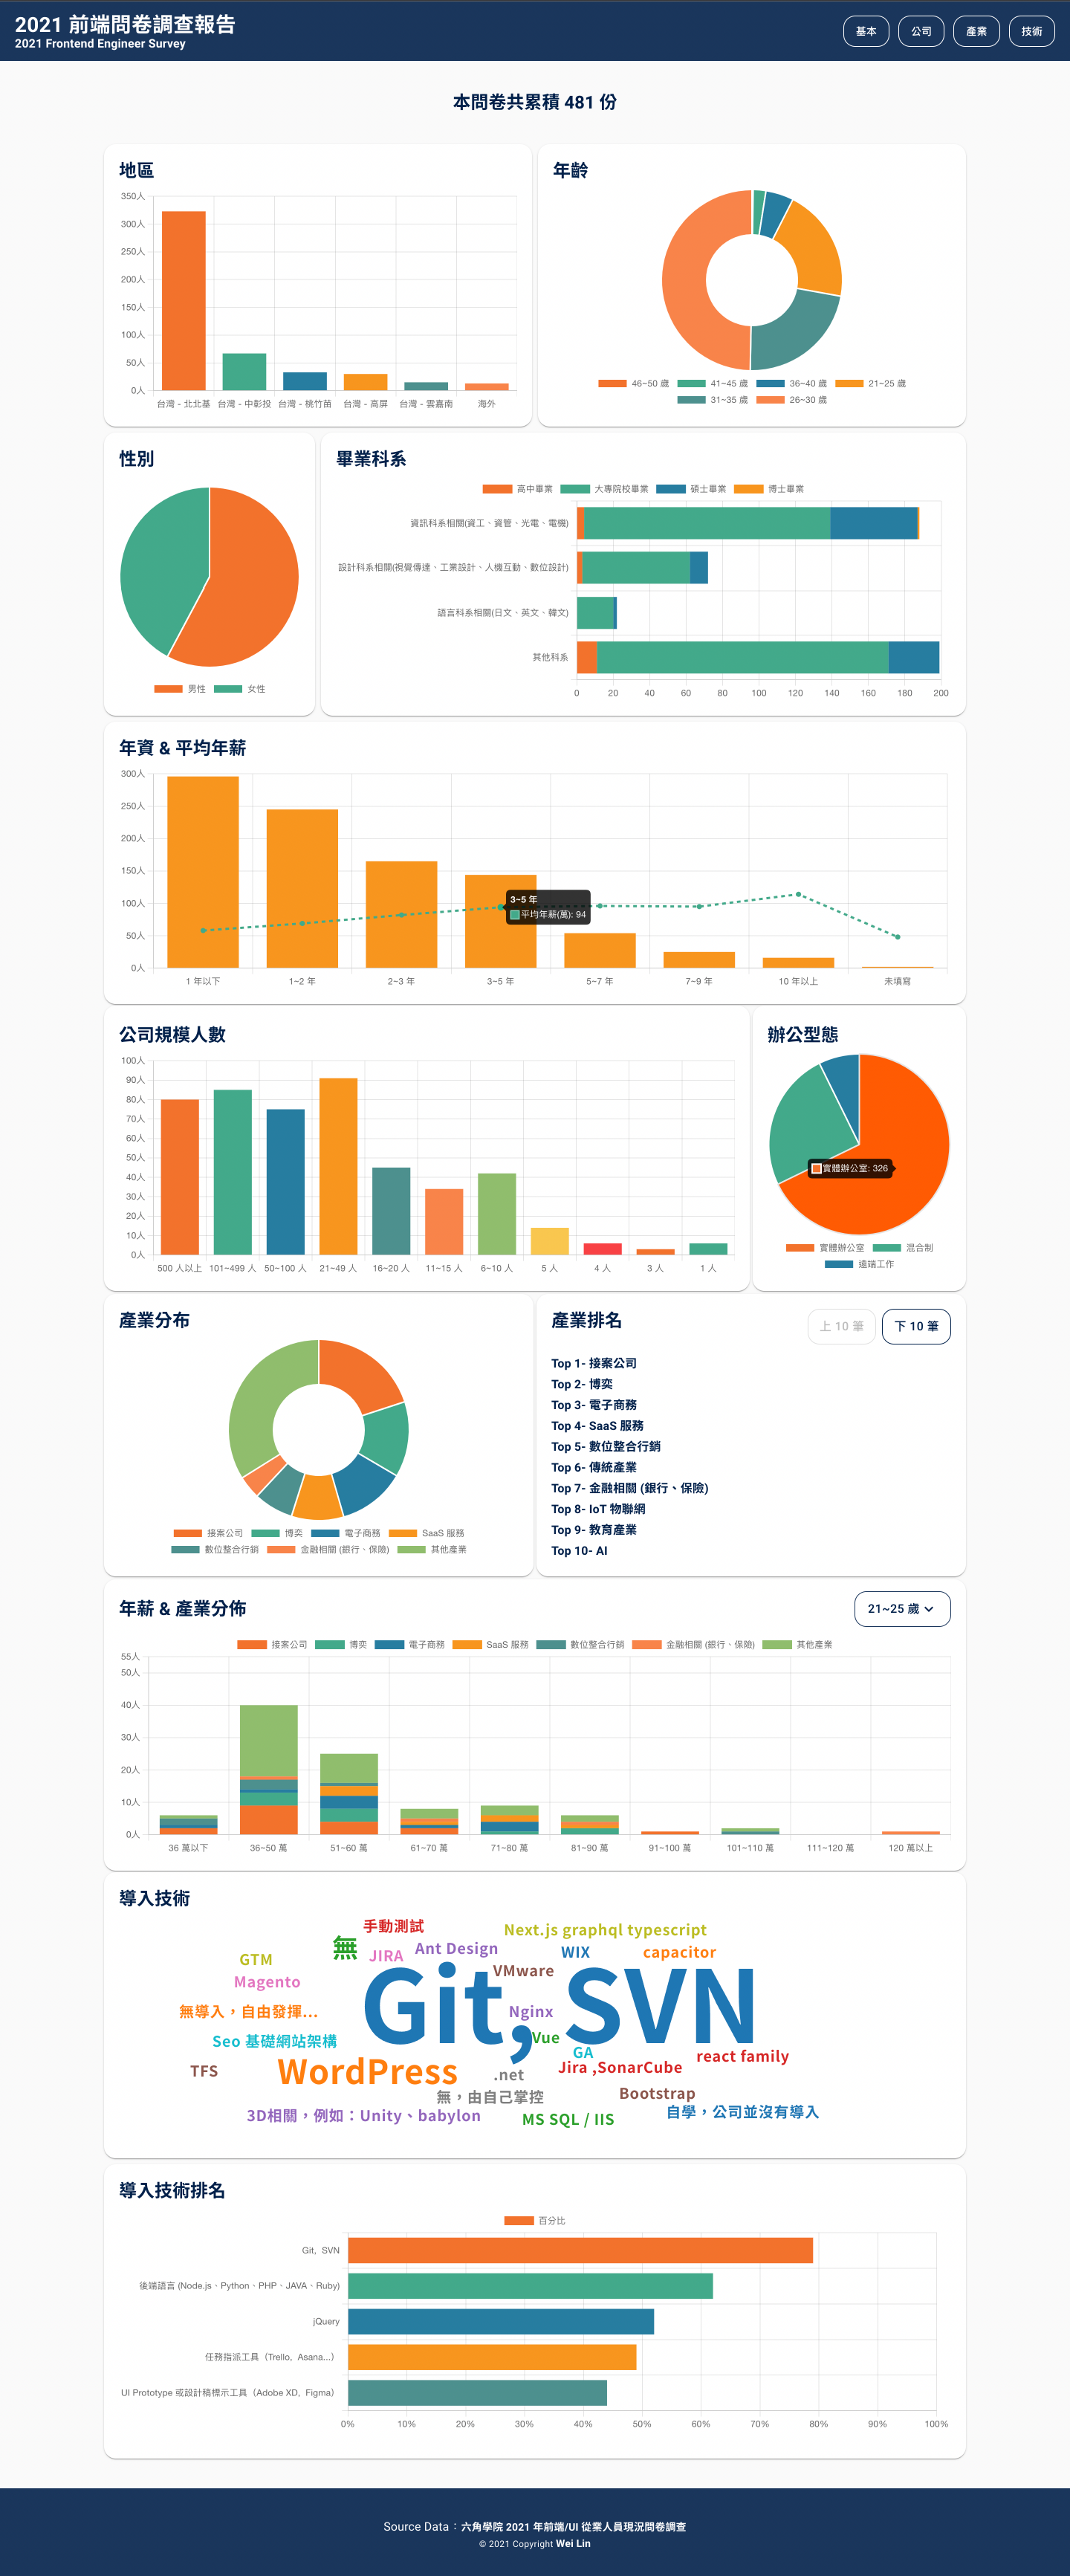 2021 前端問卷調查報告
2021 Frontend Engineer Survey
基本
公司
產業
技術
本問卷共累積 481 份
地區
350人
300人
250人
200人
150人
100人
50人
0人
台灣 - 北北基 台灣 - 中彰投 台灣 - 桃竹苗 台灣 - 高屏 台灣 - 雲嘉南 海外
年齡
46~50 歲 41~45 歲 36~40 歲 21~25 歲
31~35 歲 26~30 歲
性別
男性 女性
畢業科系
高中畢業 大專院校畢業 碩士畢業 博士畢業
資訊科系相關(資工、資管、光電、電機)
設計科系相關(視覺傳達、工業設計、人機互動、數位設計)
語言科系相關(日文、英文、韓文)
其他科系
0 20 40 60 80 100 120 140 160 180 200
年資 & 平均年薪
300人
250人
200人
150人
100人
50人
0人
3~5 年
平均年薪(萬): 94
1 年以下 1~2 年 2~3 年 3~5 年 5~7 年 7~9 年 10 年以上 未填寫
公司規模人數
100人
90人
80人
70人
60人
50人
40人
30人
20人
10人
0人
500 人以上 101~499 人 50~100 人 21~49 人 16~20 人 11~15 人 6~10 人 5 人 4 人 3 人 1 人
辦公型態
實體辦公室: 326
實體辦公室 混合制
遠端工作
產業分布
接案公司 博奕 電子商務 SaaS 服務
數位整合行銷 金融相關 (銀行、保險) 其他產業
產業排名
上 10 筆
下 10 筆
Top 1- 接案公司
Top 2- 博奕
Top 3- 電子商務
Top 4- SaaS 服務
Top 5- 數位整合行銷
Top 6- 傳統產業
Top 7- 金融相關 (銀行、保險)
Top 8- IoT 物聯網
Top 9- 教育產業
Top 10- AI
年薪 & 產業分佈
21~25 歲
接案公司 博奕 電子商務 SaaS 服務 數位整合行銷 金融相關 (銀行、保險) 其他產業
55人
50人
40人
30人
20人
10人
0人
36 萬以下 36~50 萬 51~60 萬 61~70 萬 71~80 萬 81~90 萬 91~100 萬 101~110 萬 111~120 萬 120 萬以上
導入技術
手動測試
Next.js graphql typescript
無
JIRA
Ant Design
WIX
capacitor
GTM
VMware
Magento
Git, SVN
無導入，自由發揮...
Nginx
Seo 基礎網站架構
Vue
GA
react family
TFS
WordPress
.net
Jira ,SonarCube
無，由自己掌控
Bootstrap
3D相關，例如：Unity、babylon
MS SQL / IIS
自學，公司並沒有導入
導入技術排名
百分比
Git, SVN
後端語言 (Node.js、Python、PHP、JAVA、Ruby)
jQuery
任務指派工具（Trello, Asana...）
UI Prototype 或設計稿標示工具（Adobe XD, Figma）
0% 10% 20% 30% 40% 50% 60% 70% 80% 90% 100%
Source Data：六角學院 2021 年前端/UI 從業人員現況問卷調查
© 2021 Copyright Wei Lin